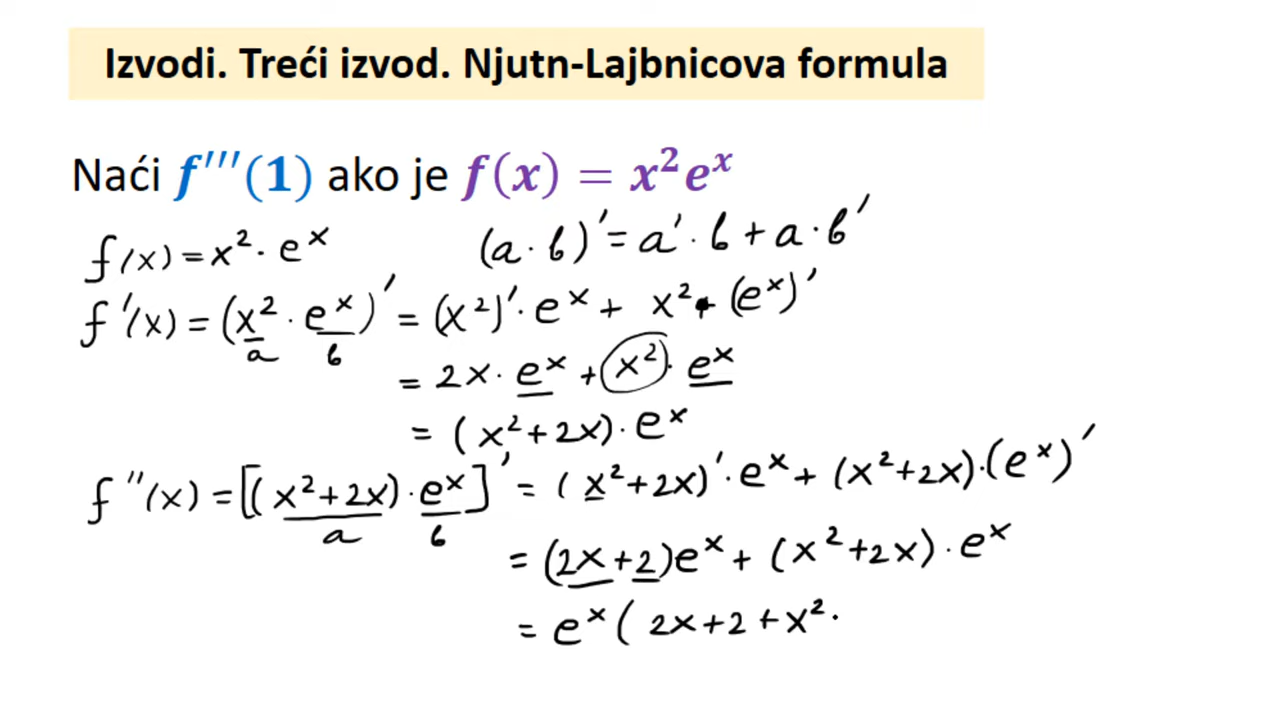 Izvodi. Treći izvod. Njutn-Lajbnicova formula
Naći f'''(1) ako je f(x) = x²eˣ
f(x) = x² · eˣ
(a · b)' = a' · b + a · b'
f'(x) = (x² · eˣ)' = (x²)' · eˣ + x² · (eˣ)'
a b
= 2x · eˣ + x² · eˣ
= (x² + 2x) · eˣ
f''(x) = [(x² + 2x) · eˣ]' = (x² + 2x)' · eˣ + (x² + 2x) · (eˣ)'
a b
= (2x + 2)eˣ + (x² + 2x) · eˣ
= eˣ( 2x + 2 + x²